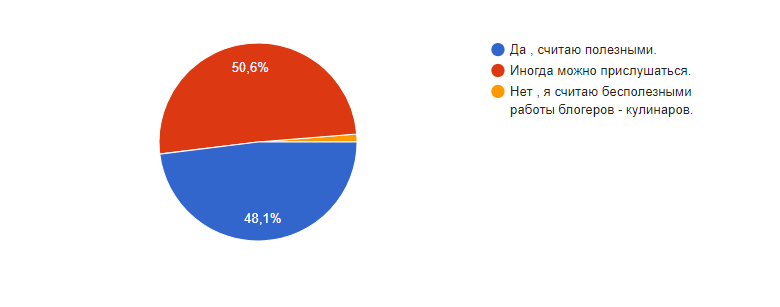 50,6%
48,1%
Да , считаю полезными.
Иногда можно прислушаться.
Нет , я считаю бесполезными
работы блогеров - кулинаров.